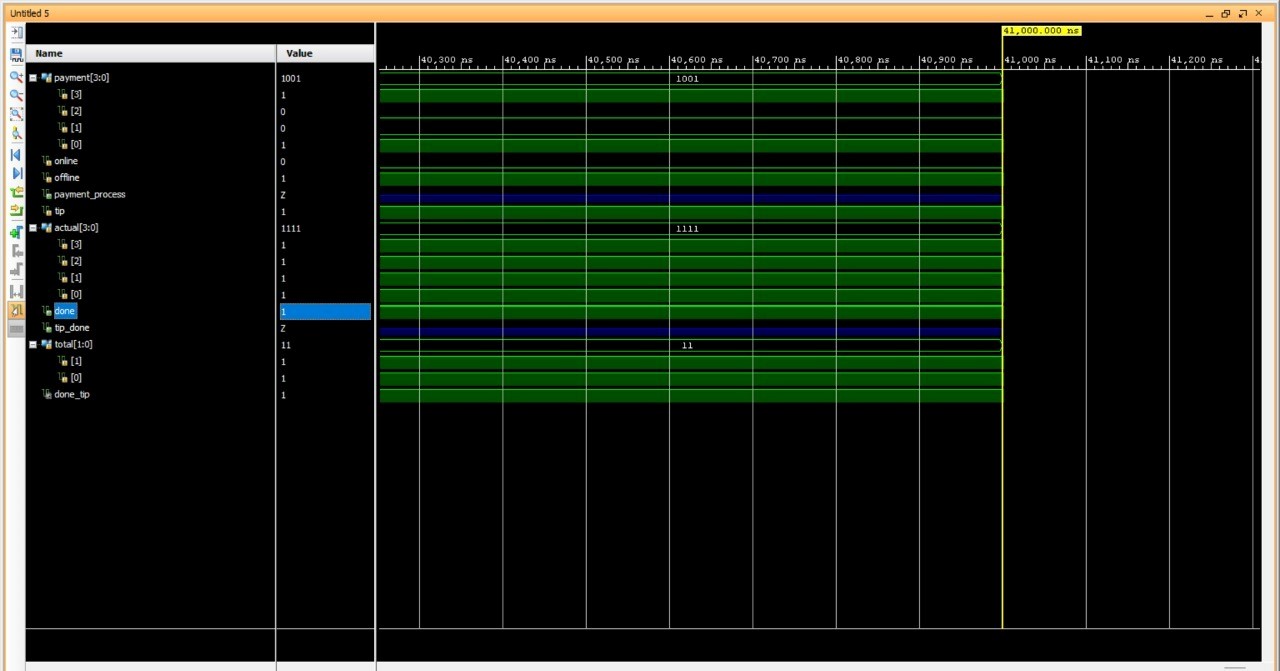 Untitled 5
41,000.000 ns
Name Value
40,300 ns 40,400 ns 40,500 ns 40,600 ns 40,700 ns 40,800 ns 40,900 ns 41,000 ns 41,100 ns 41,200 ns 4
payment[3:0] 1001 1001
[3] 1
[2] 0
[1] 0
[0] 1
online 0
offline 1
payment_process Z
tip 1
actual[3:0] 1111 1111
[3] 1
[2] 1
[1] 1
[0] 1
done 1
tip_done Z
total[1:0] 11 11
[1] 1
[0] 1
done_tip 1